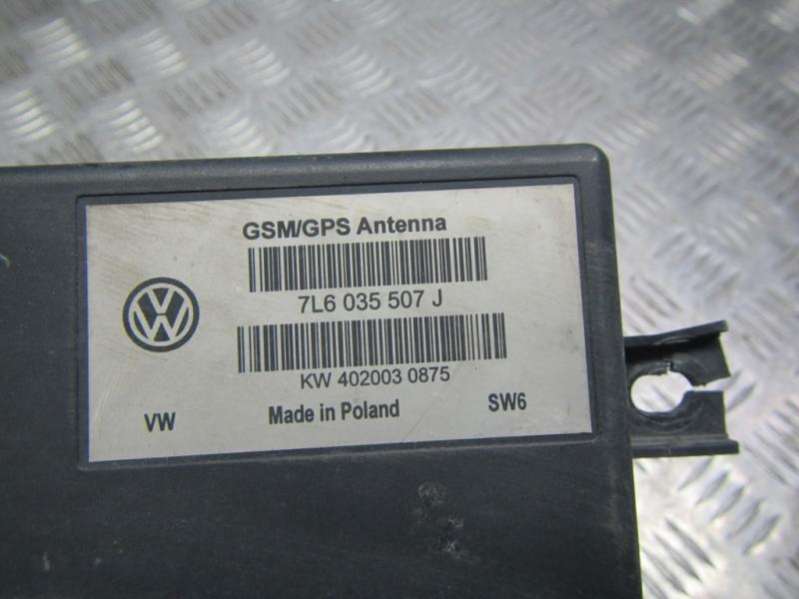 GSM/GPS Antenna
7L6 035 507 J
KW 402003 0875
VW Made in Poland SW6